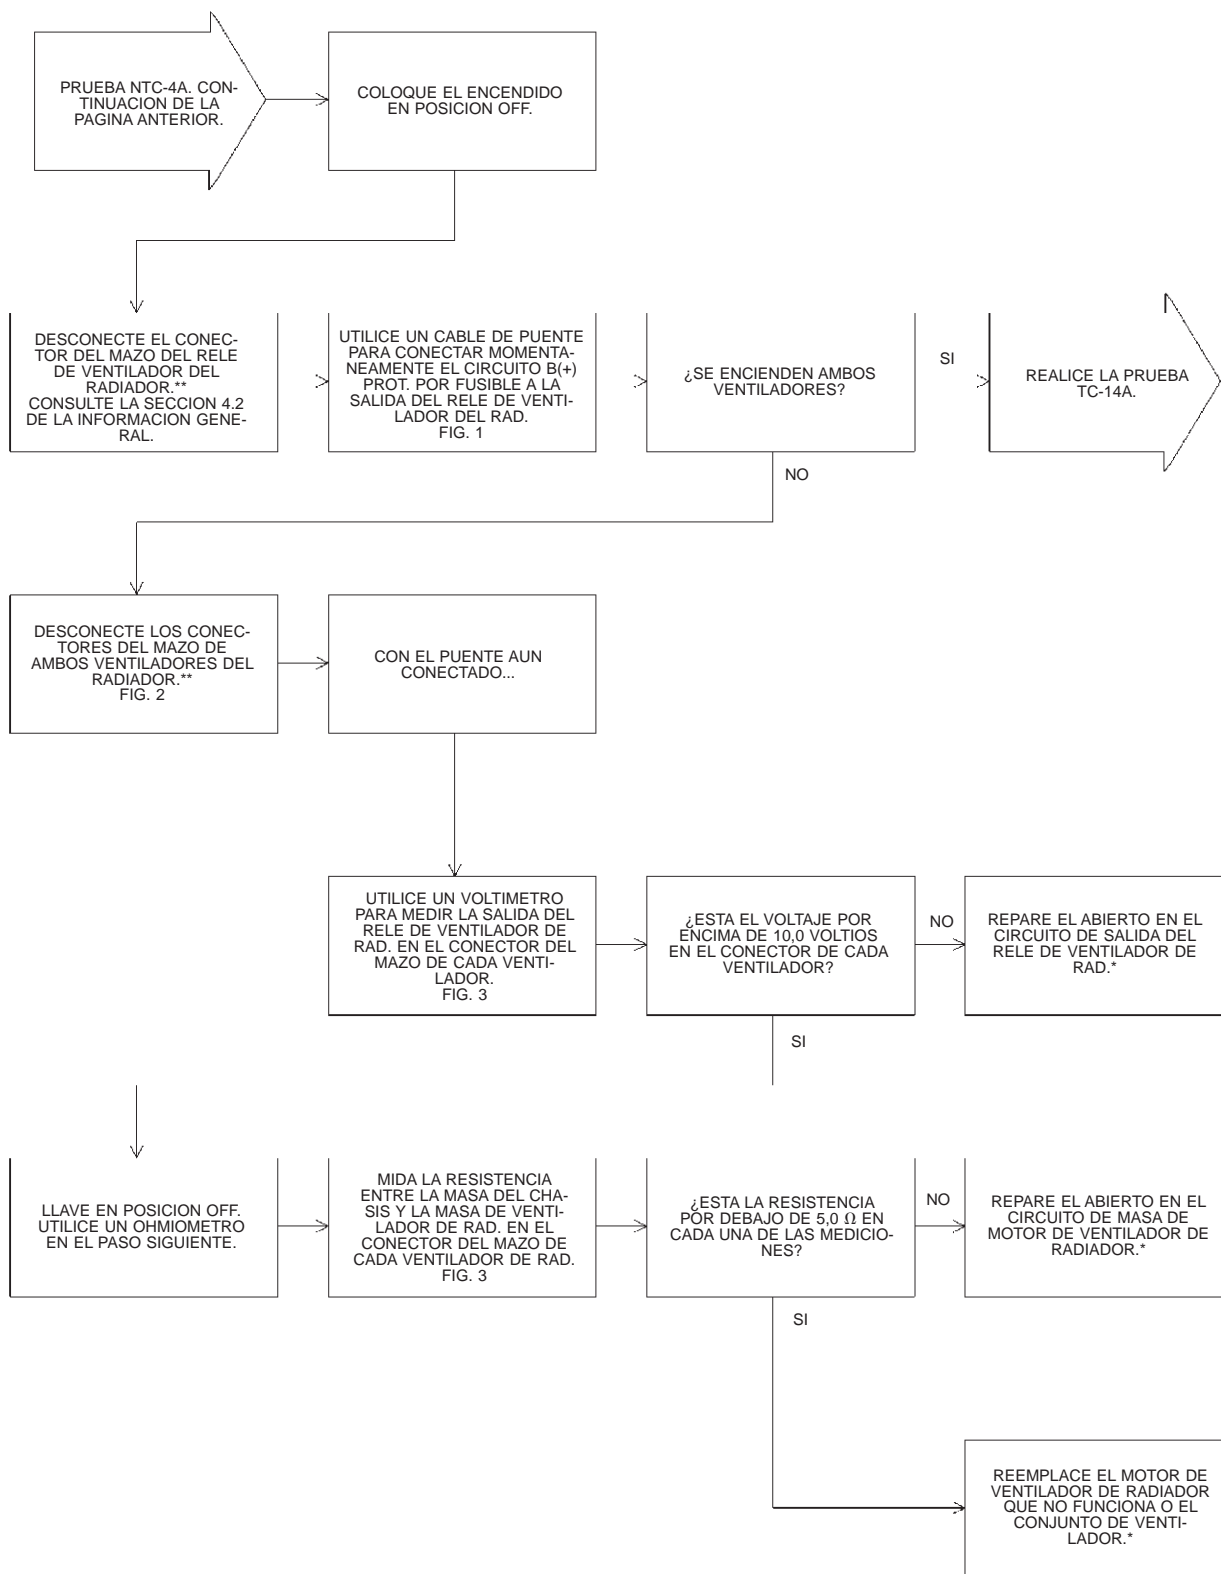 PRUEBA NTC-4A. CON-
TINUACION DE LA
PAGINA ANTERIOR.
COLOQUE EL ENCENDIDO
EN POSICION OFF.
DESCONECTE EL CONEC-
TOR DEL MAZO DEL RELE
DE VENTILADOR DEL
RADIADOR.**
CONSULTE LA SECCION 4.2
DE LA INFORMACION GENE-
RAL.
UTILICE UN CABLE DE PUENTE
PARA CONECTAR MOMENTA-
NEAMENTE EL CIRCUITO B(+)
PROT. POR FUSIBLE A LA
SALIDA DEL RELE DE VENTI-
LADOR DEL RAD.
FIG. 1
¿SE ENCIENDEN AMBOS
VENTILADORES?
SI
REALICE LA PRUEBA
TC-14A.
NO
DESCONECTE LOS CONEC-
TORES DEL MAZO DE
AMBOS VENTILADORES DEL
RADIADOR.**
FIG. 2
CON EL PUENTE AUN
CONECTADO...
UTILICE UN VOLTIMETRO
PARA MEDIR LA SALIDA DEL
RELE DE VENTILADOR DE
RAD. EN EL CONECTOR DEL
MAZO DE CADA VENTI-
LADOR.
FIG. 3
¿ESTA EL VOLTAJE POR
ENCIMA DE 10,0 VOLTIOS
EN EL CONECTOR DE CADA
VENTILADOR?
NO
REPARE EL ABIERTO EN EL
CIRCUITO DE SALIDA DEL
RELE DE VENTILADOR DE
RAD.*
SI
LLAVE EN POSICION OFF.
UTILICE UN OHMIOMETRO
EN EL PASO SIGUIENTE.
MIDA LA RESISTENCIA
ENTRE LA MASA DEL CHA-
SIS Y LA MASA DE VENTI-
LADOR DE RAD. EN EL
CONECTOR DEL MAZO DE
CADA VENTILADOR DE RAD.
FIG. 3
¿ESTA LA RESISTENCIA
POR DEBAJO DE 5,0 Ω EN
CADA UNA DE LAS MEDICIO-
NES?
NO
REPARE EL ABIERTO EN EL
CIRCUITO DE MASA DE
MOTOR DE VENTILADOR DE
RADIADOR.*
SI
REEMPLACE EL MOTOR DE
VENTILADOR DE RADIADOR
QUE NO FUNCIONA O EL
CONJUNTO DE VENTI-
LADOR.*